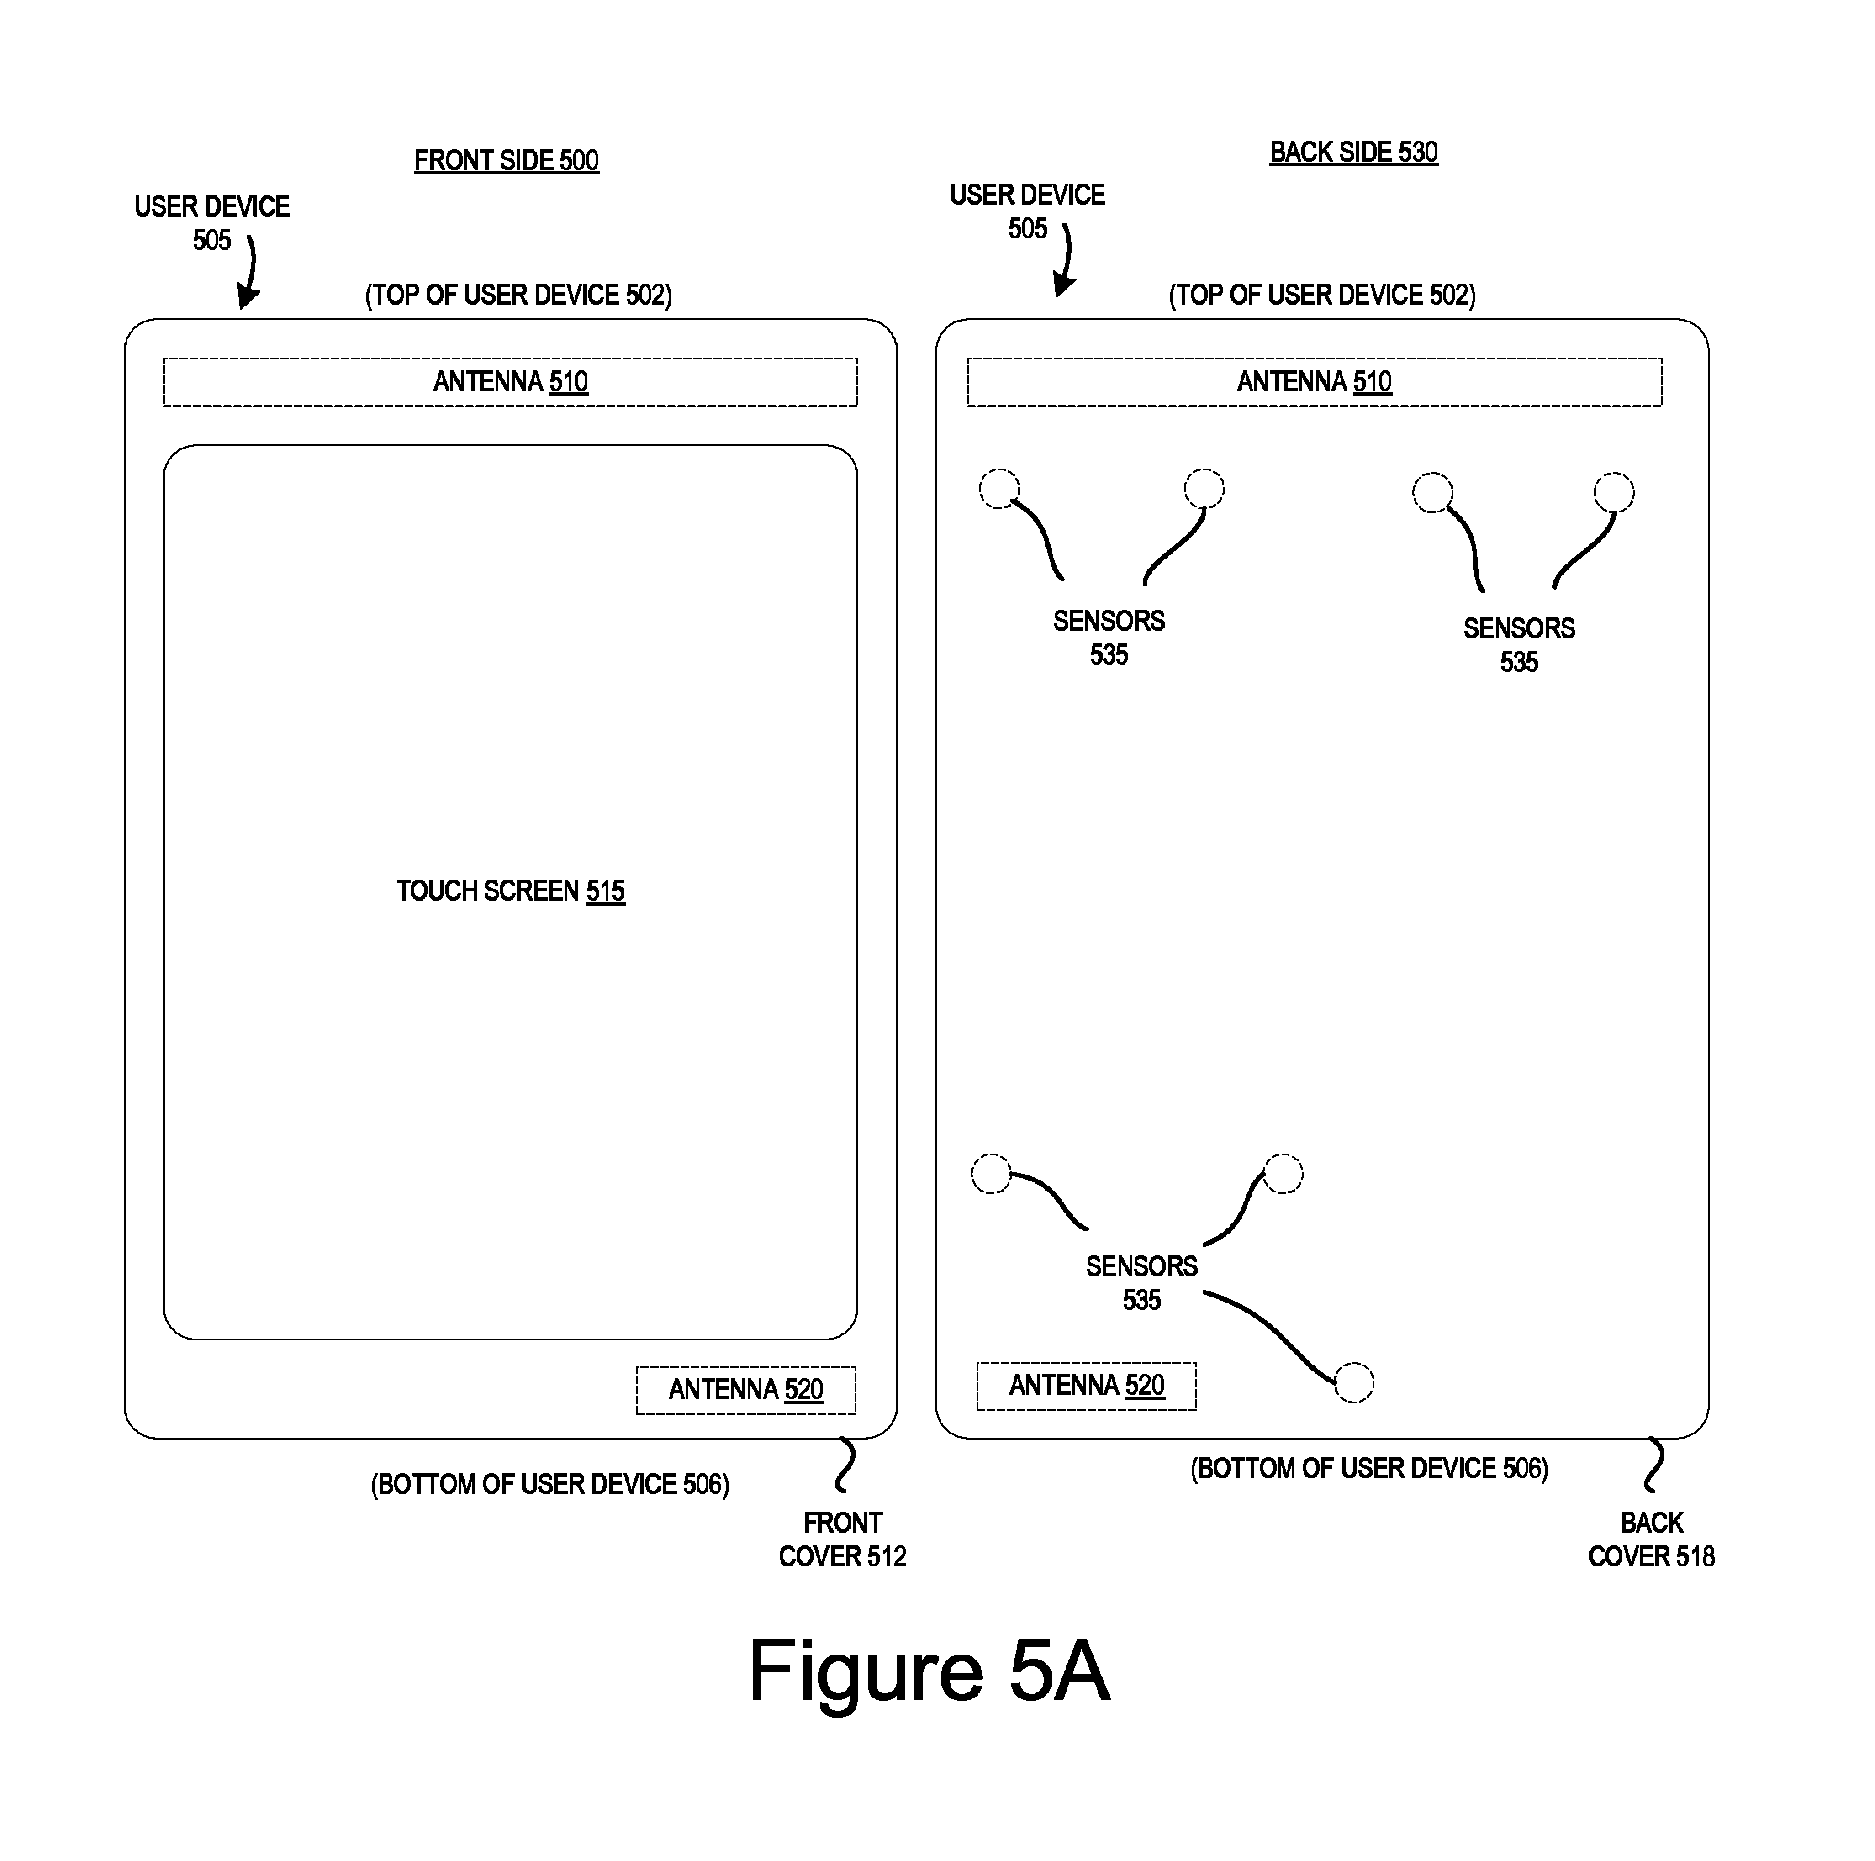 FRONT SIDE 500
USER DEVICE
505
(TOP OF USER DEVICE 502)
ANTENNA 510
TOUCH SCREEN 515
ANTENNA 520
(BOTTOM OF USER DEVICE 506)
FRONT
COVER 512
BACK SIDE 530
USER DEVICE
505
(TOP OF USER DEVICE 502)
ANTENNA 510
SENSORS
535
SENSORS
535
SENSORS
535
ANTENNA 520
(BOTTOM OF USER DEVICE 506)
BACK
COVER 518
Figure 5A